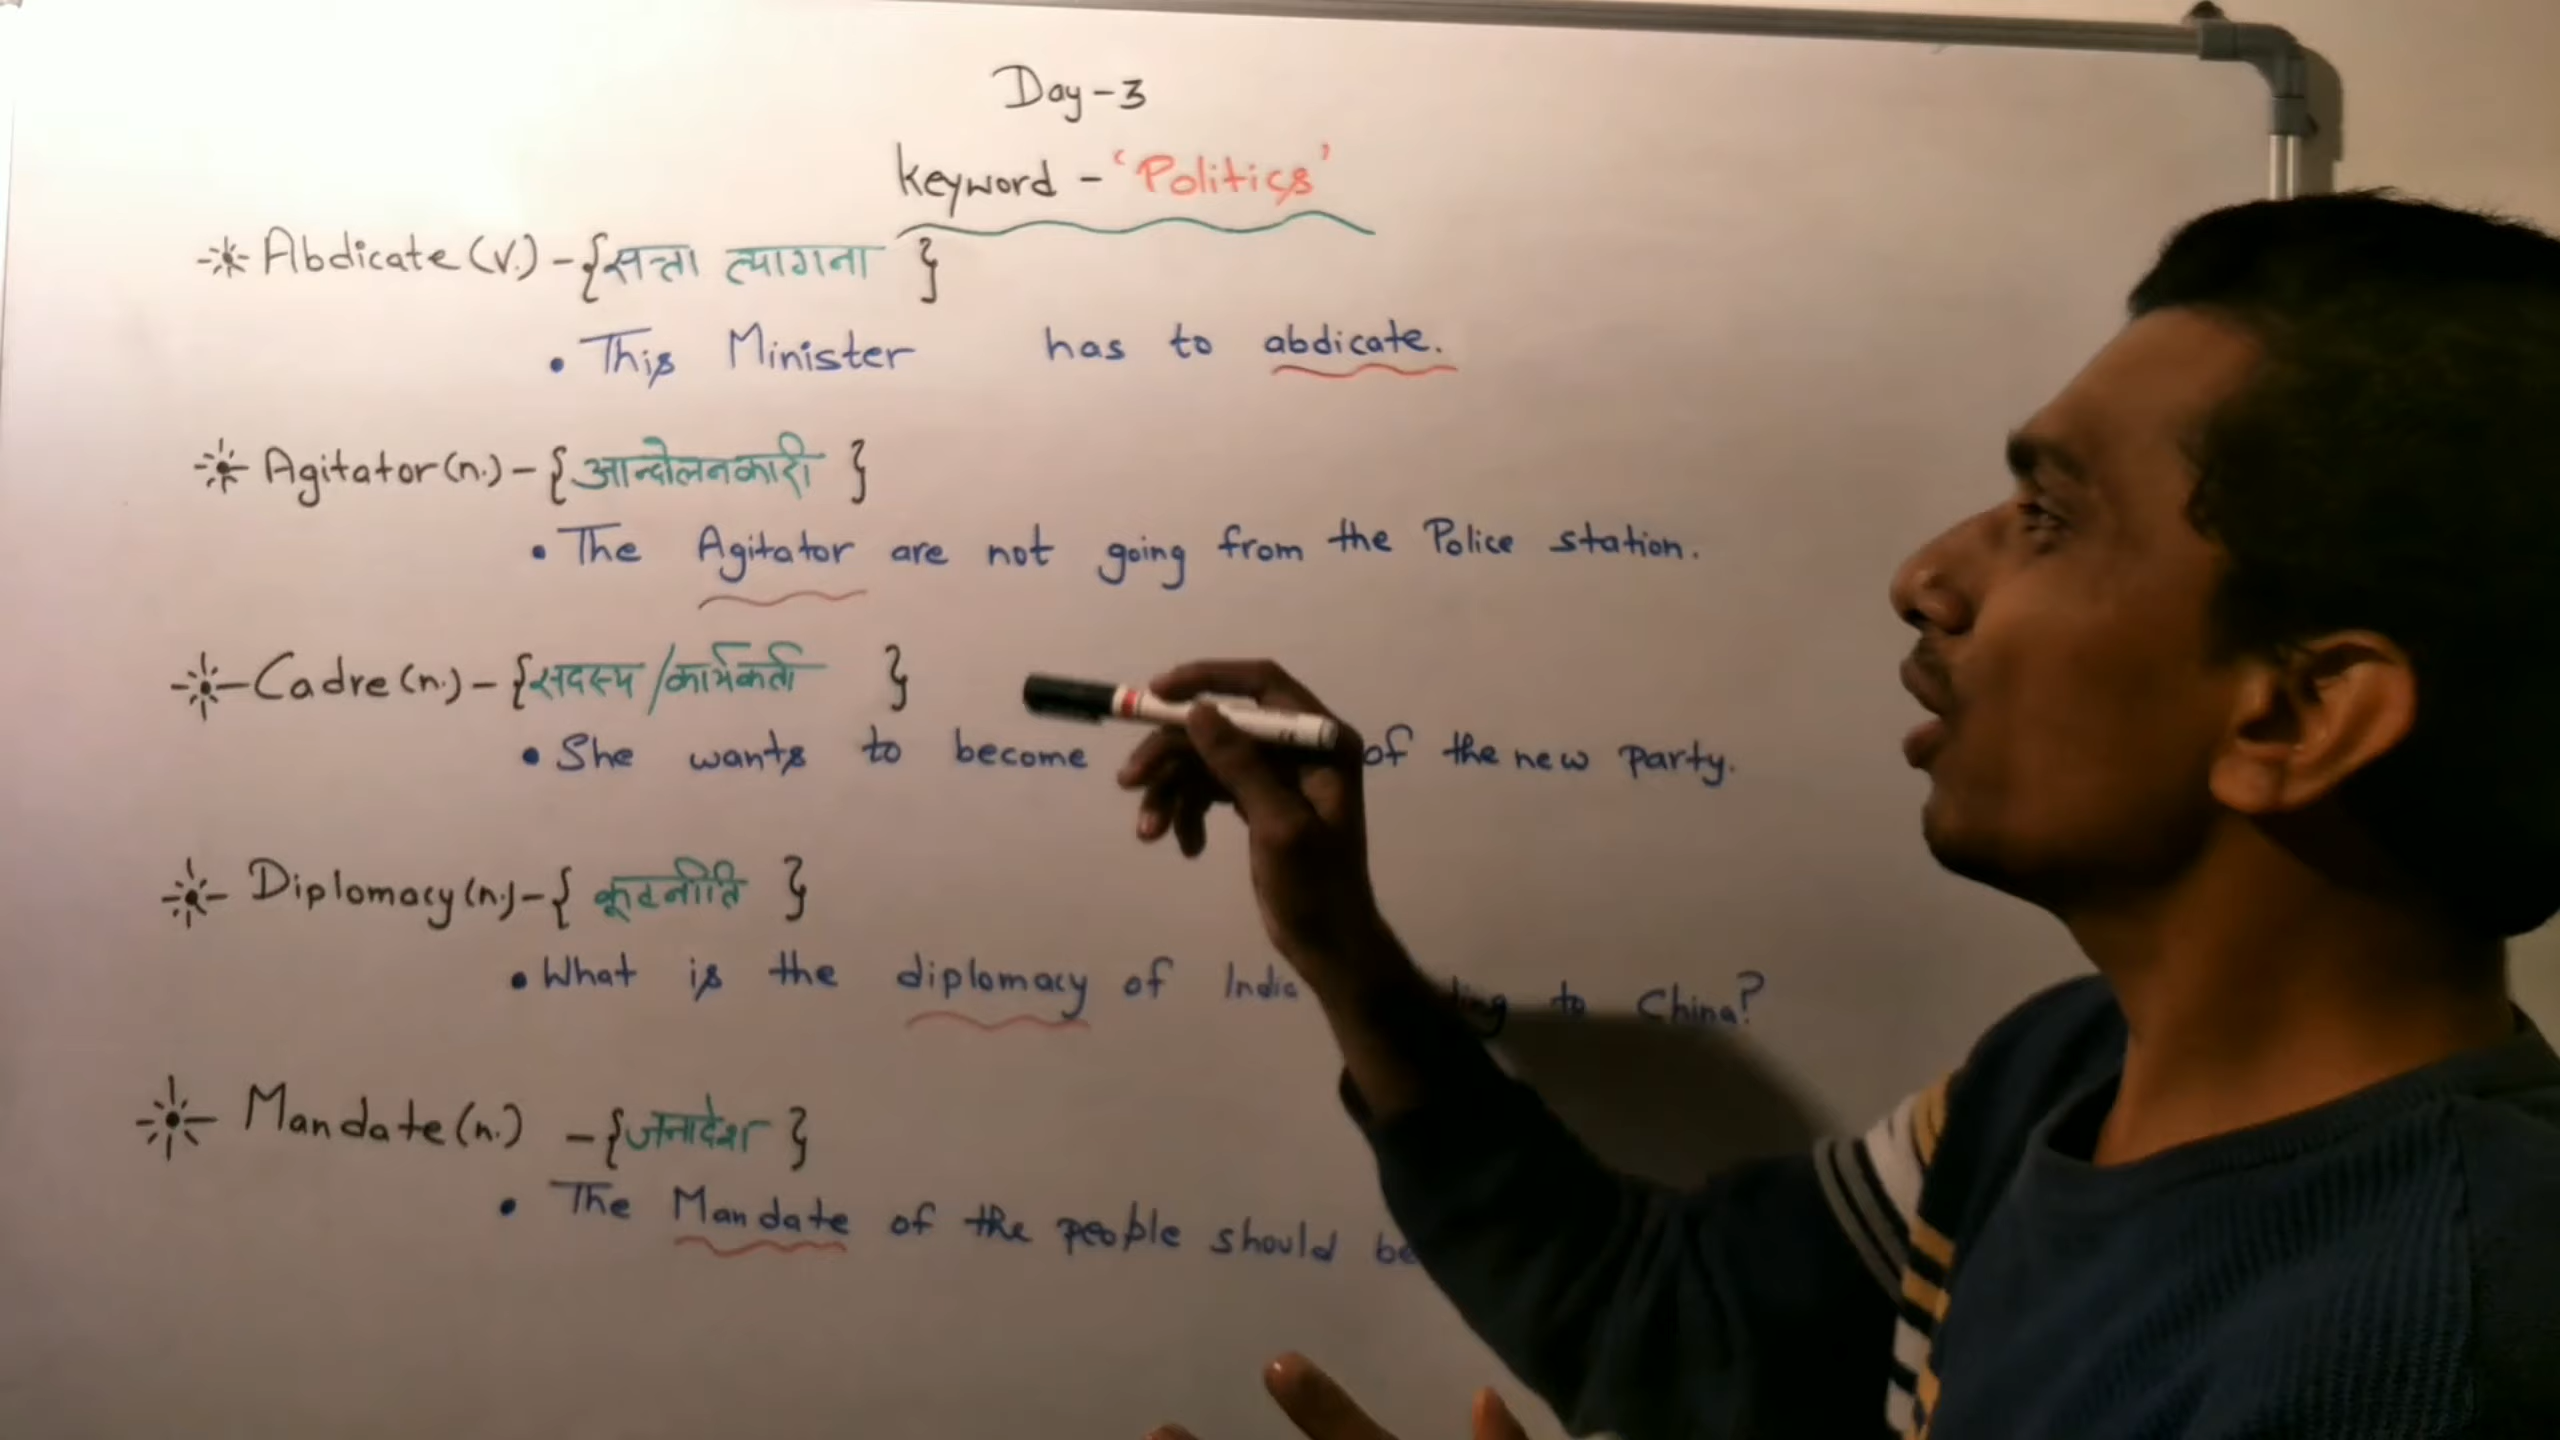 Day-3
Keyword - 'Politics'
Abdicate (v.) - {सत्ता त्यागना }
• This Minister has to abdicate.
Agitator (n.) - { आन्दोलनकारी }
• The Agitator are not going from the Police station.
Cadre (n.) - {सदस्य / कार्यकर्ता }
• She wants to become of the new party.
Diplomacy (n.) - { कूटनीति }
• What is the diplomacy of India to China?
Mandate (n.) - {जनादेश }
• The Mandate of the people should be